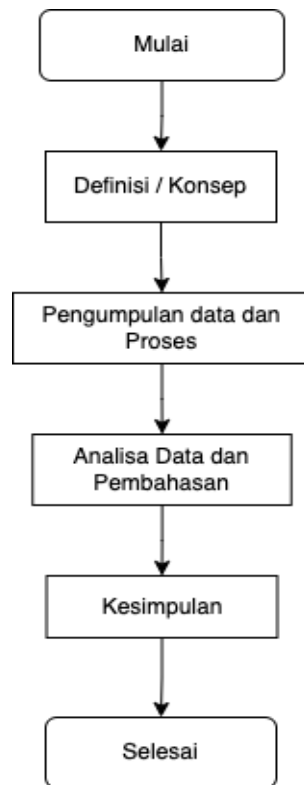 Mulai
Definisi / Konsep
Pengumpulan data dan
Proses
Analisa Data dan
Pembahasan
Kesimpulan
Selesai